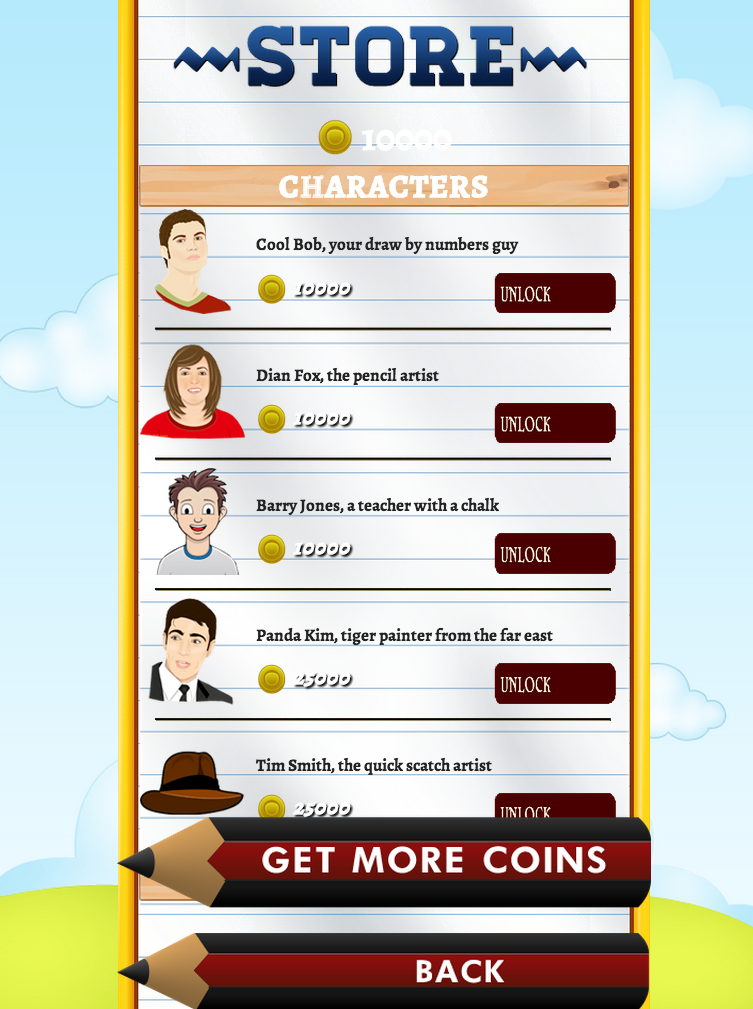 STORE
10000
CHARACTERS
Cool Bob, your draw by numbers guy
10000
UNLOCK
Dian Fox, the pencil artist
10000
UNLOCK
Barry Jones, a teacher with a chalk
10000
UNLOCK
Panda Kim, tiger painter from the far east
25000
UNLOCK
Tim Smith, the quick scatch artist
25000
UNLOCK
GET MORE COINS
BACK